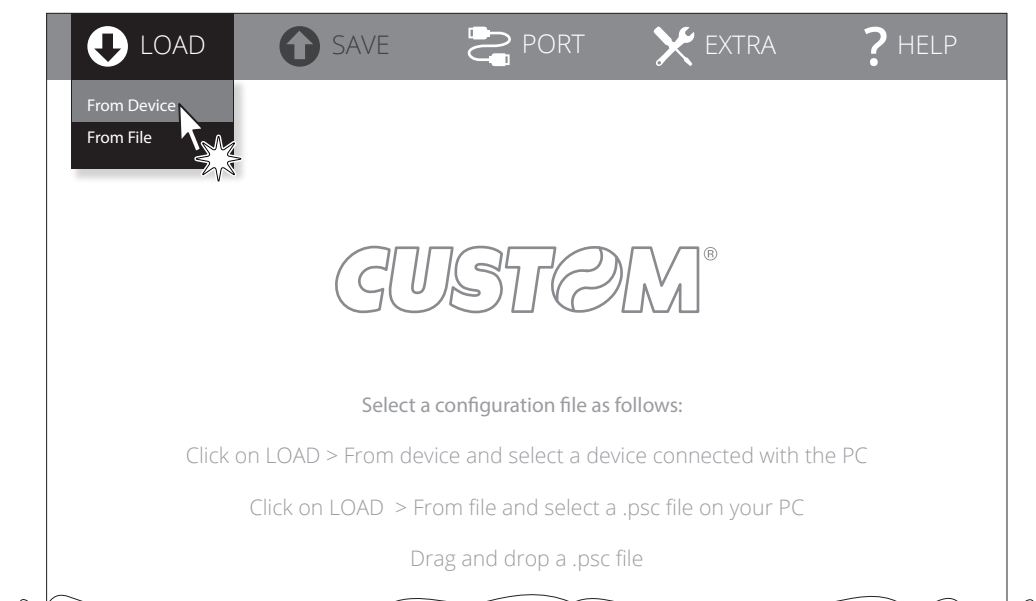 LOAD SAVE PORT EXTRA ? HELP
From Device
From File
CUSTOM®
Select a configuration file as follows:
Click on LOAD > From device and select a device connected with the PC
Click on LOAD > From file and select a .psc file on your PC
Drag and drop a .psc file